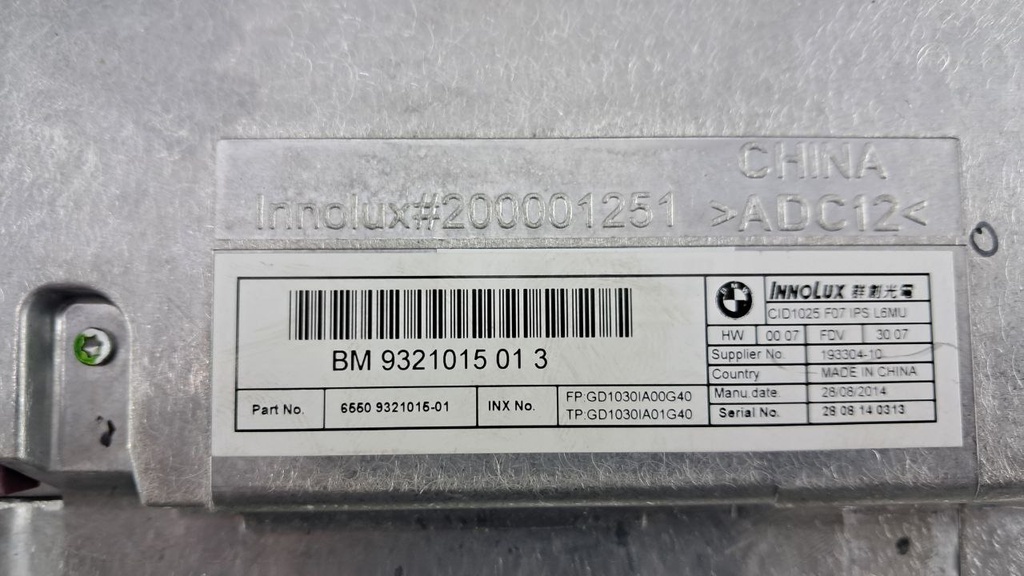 CHINA
Innolux#200001251 >ADC12<
INNOLUX 群創光電
CID1025 F07 IPS L6MU
HW 00 07 FDV 30 07
BM 9321015 01 3
Supplier No. 193304-10
Country MADE IN CHINA
Manu.date. 28/08/2014
Serial No. 28 08 14 0313
Part No. 6550 9321015-01 INX No. FP:GD1030IA00G40
TP:GD1030IA01G40